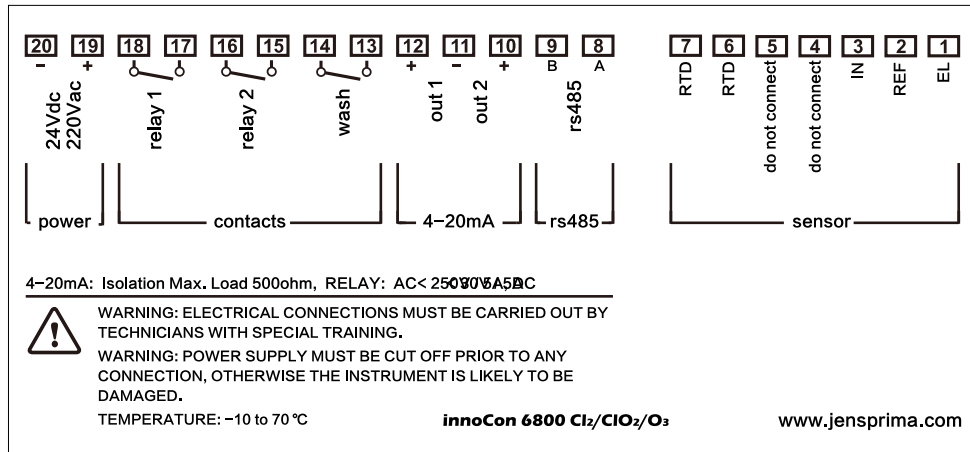 20 19 18 17 16 15 14 13 12 11 10 9 8 7 6 5 4 3 2 1
− + + − + B A
24Vdc
220Vac
relay 1
relay 2
wash
out 1
out 2
rs485
RTD
RTD
do not connect
do not connect
IN
REF
EL
power contacts 4−20mA rs485 sensor
4−20mA: Isolation Max. Load 500ohm, RELAY: AC<
WARNING: ELECTRICAL CONNECTIONS MUST BE CARRIED OUT BY
TECHNICIANS WITH SPECIAL TRAINING.
WARNING: POWER SUPPLY MUST BE CUT OFF PRIOR TO ANY
CONNECTION, OTHERWISE THE INSTRUMENT IS LIKELY TO BE
DAMAGED.
TEMPERATURE: −10 to 70 °C innoCon 6800 Cl₂/ClO₂/O₃ www.jensprima.com